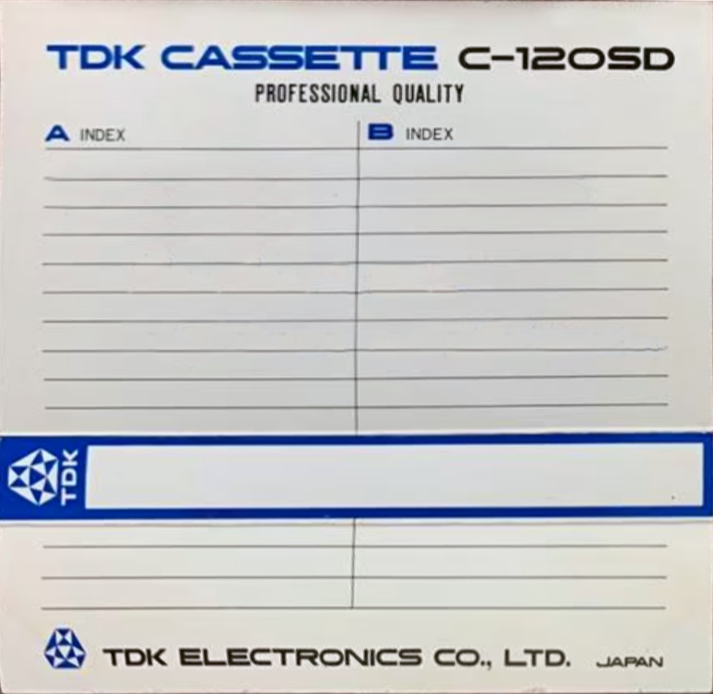 TDK CASSETTE C-120SD
PROFESSIONAL QUALITY
A INDEX B INDEX
TDK
TDK ELECTRONICS CO., LTD. JAPAN